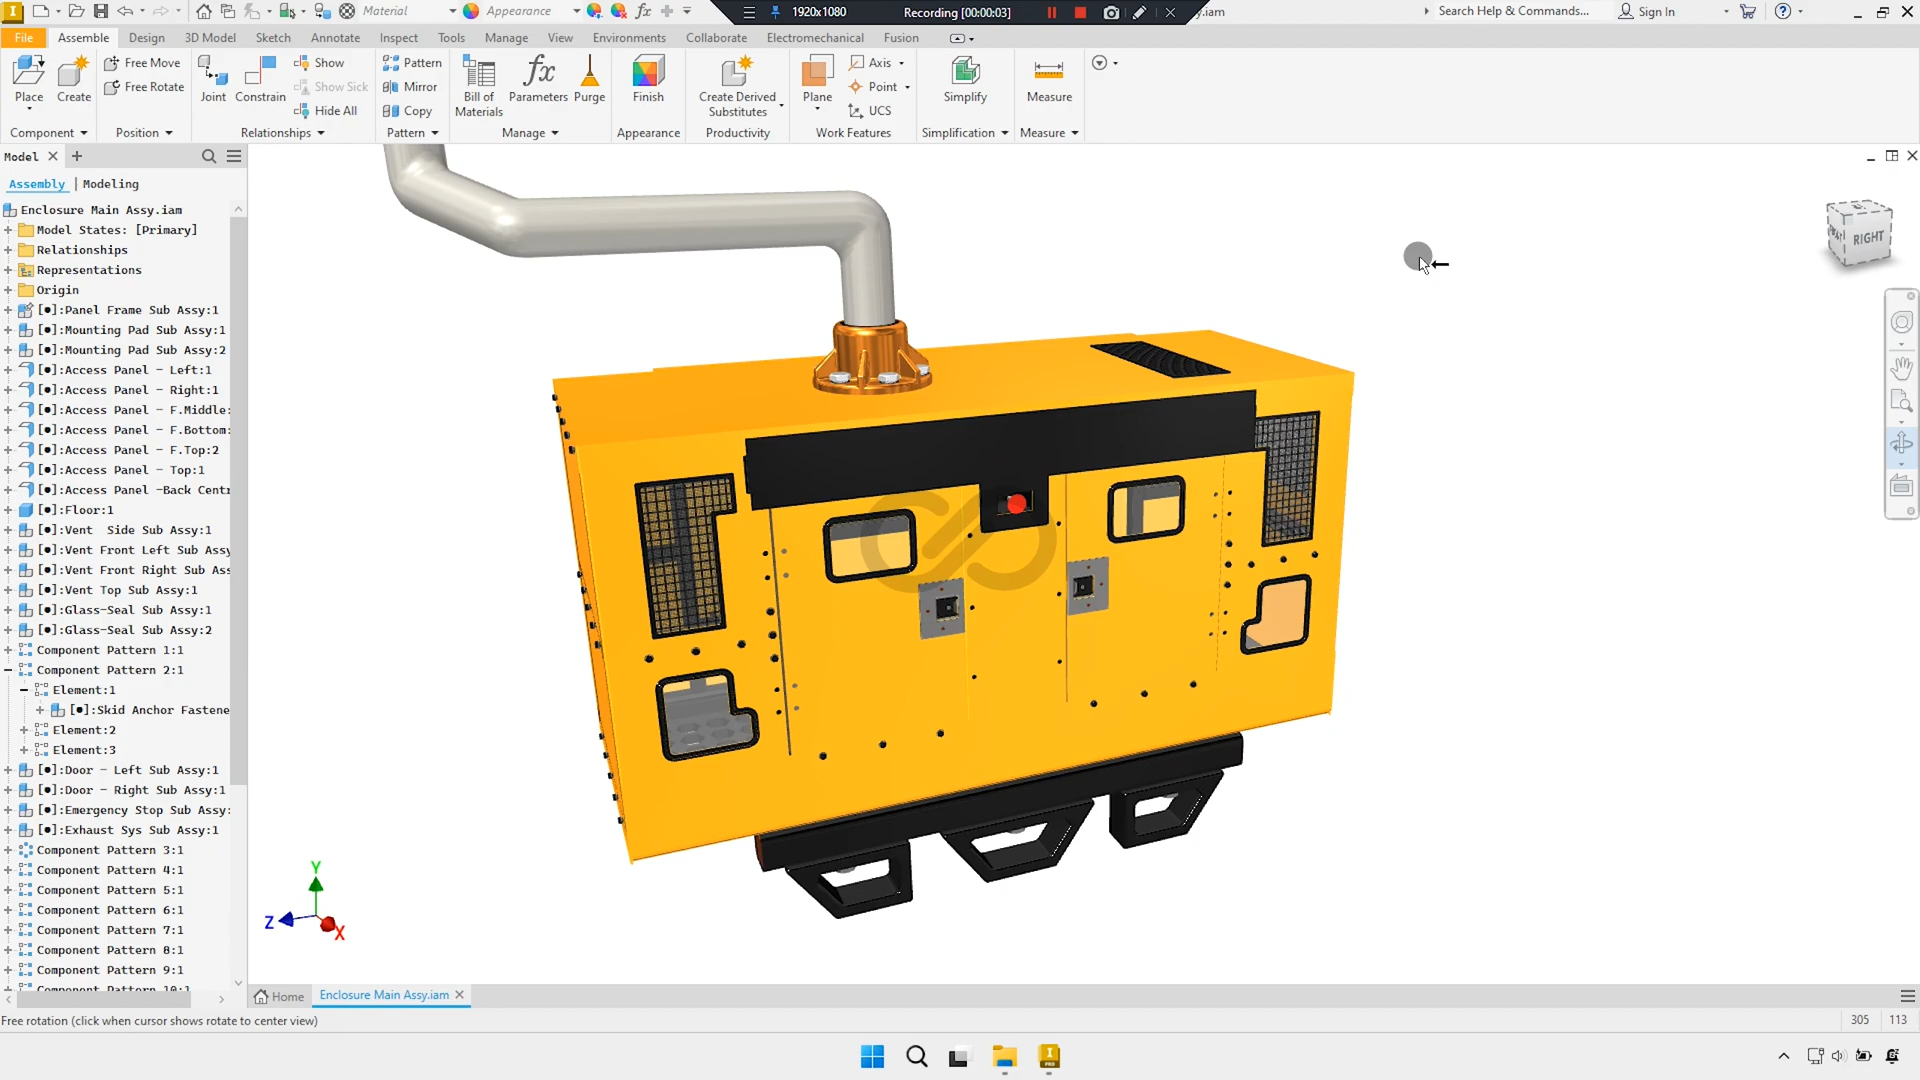 Material
Appearance
1920x1080
Recording [00:00:03]
.iam
Search Help & Commands...
Sign In
File
Assemble
Design
3D Model
Sketch
Annotate
Inspect
Tools
Manage
View
Environments
Collaborate
Electromechanical
Fusion
Place
Create
Free Move
Free Rotate
Joint
Constrain
Show
Show Sick
Hide All
Pattern
Mirror
Copy
Bill of
Materials
fx
Parameters
Purge
Finish
Create Derived
Substitutes
Plane
Axis
Point
UCS
Simplify
Measure
Component
Position
Relationships
Pattern
Manage
Appearance
Productivity
Work Features
Simplification
Measure
Model
Assembly | Modeling
Enclosure Main Assy.iam
Model States: [Primary]
Relationships
Representations
Origin
[●]:Panel Frame Sub Assy:1
[●]:Mounting Pad Sub Assy:1
[●]:Mounting Pad Sub Assy:2
[●]:Access Panel - Left:1
[●]:Access Panel - Right:1
[●]:Access Panel - F.Middle:
[●]:Access Panel - F.Bottom:
[●]:Access Panel - F.Top:2
[●]:Access Panel - Top:1
[●]:Access Panel -Back Centr
[●]:Floor:1
[●]:Vent  Side Sub Assy:1
[●]:Vent Front Left Sub Assy
[●]:Vent Front Right Sub Ass
[●]:Vent Top Sub Assy:1
[●]:Glass-Seal Sub Assy:1
[●]:Glass-Seal Sub Assy:2
Component Pattern 1:1
Component Pattern 2:1
Element:1
[●]:Skid Anchor Fastene
Element:2
Element:3
[●]:Door - Left Sub Assy:1
[●]:Door - Right Sub Assy:1
[●]:Emergency Stop Sub Assy:
[●]:Exhaust Sys Sub Assy:1
Component Pattern 3:1
Component Pattern 4:1
Component Pattern 5:1
Component Pattern 6:1
Component Pattern 7:1
Component Pattern 8:1
Component Pattern 9:1
Component Pattern 10:1
RIGHT
Y
Z
X
Home
Enclosure Main Assy.iam
Free rotation (click when cursor shows rotate to center view)
305
113